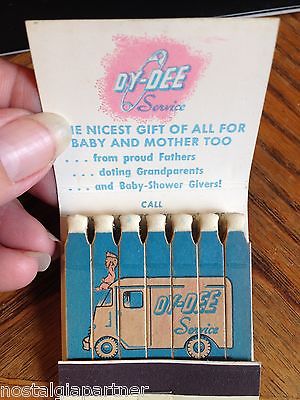 DY-DEE
Service
THE NICEST GIFT OF ALL FOR
BABY AND MOTHER TOO
. . . from proud Fathers
. . . doting Grandparents
. . . and Baby-Shower Givers!
CALL
DY-DEE
Service
nostalgiapartner